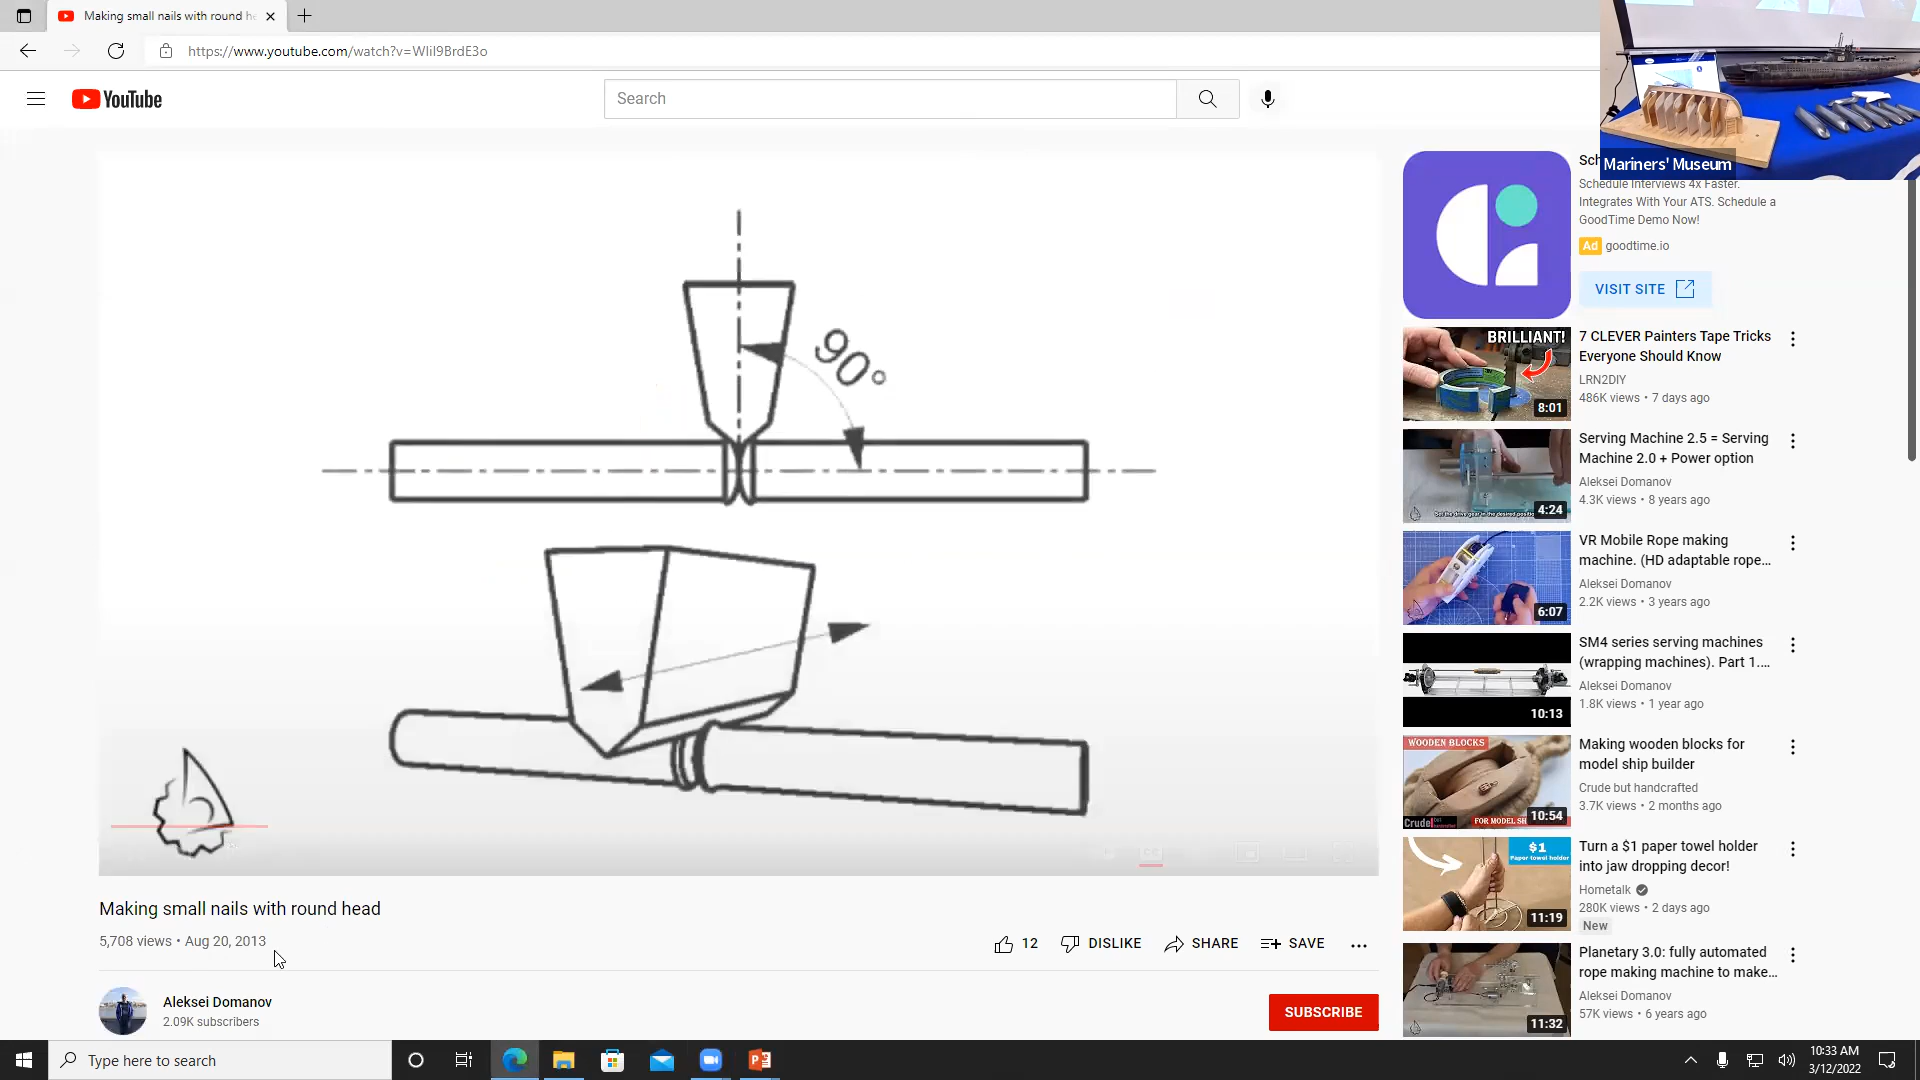 Making small nails with round he
https://www.youtube.com/watch?v=WliI9BrdE3o
YouTube
Search
90°
Making small nails with round head
5,708 views • Aug 20, 2013
12
DISLIKE
SHARE
SAVE
Aleksei Domanov
2.09K subscribers
SUBSCRIBE
Mariners' Museum
Sch
Schedule Interviews 4x Faster.
Integrates With Your ATS. Schedule a
GoodTime Demo Now!
Ad goodtime.io
VISIT SITE
BRILLIANT!
8:01
7 CLEVER Painters Tape Tricks
Everyone Should Know
LRN2DIY
486K views • 7 days ago
4:24
Serving Machine 2.5 = Serving
Machine 2.0 + Power option
Aleksei Domanov
4.3K views • 8 years ago
6:07
VR Mobile Rope making
machine. (HD adaptable rope...
Aleksei Domanov
2.2K views • 3 years ago
10:13
SM4 series serving machines
(wrapping machines). Part 1....
Aleksei Domanov
1.8K views • 1 year ago
WOODEN BLOCKS
Crude
FOR MODEL SH
10:54
Making wooden blocks for
model ship builder
Crude but handcrafted
3.7K views • 2 months ago
$1
Paper towel holder
11:19
Turn a $1 paper towel holder
into jaw dropping decor!
Hometalk
280K views • 2 days ago
New
11:32
Planetary 3.0: fully automated
rope making machine to make...
Aleksei Domanov
57K views • 6 years ago
Type here to search
10:33 AM
3/12/2022